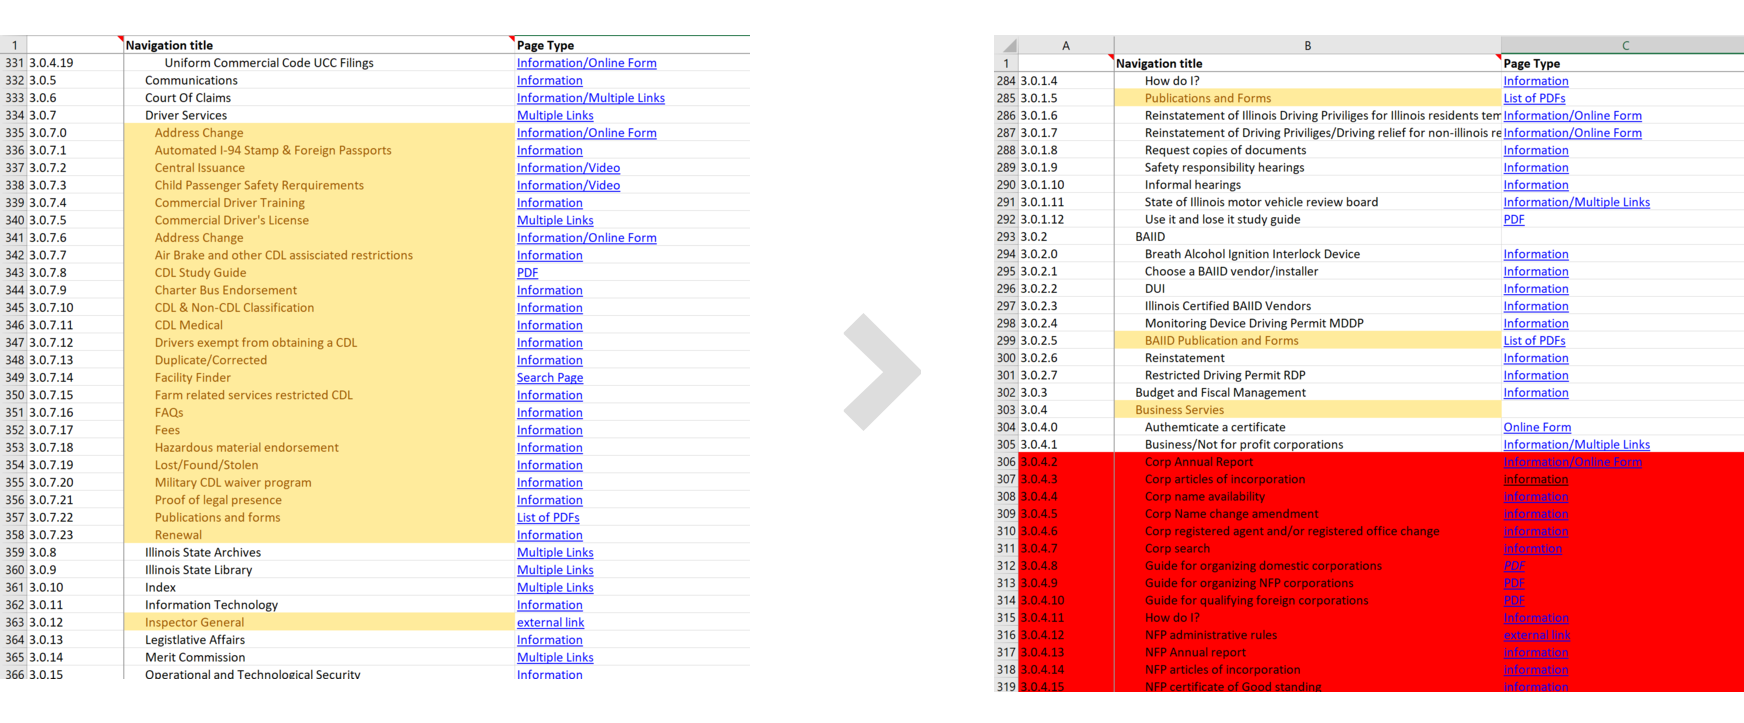 1 Navigation title Page Type
331 3.0.4.19 Uniform Commercial Code UCC Filings Information/Online Form
332 3.0.5 Communications Information
333 3.0.6 Court Of Claims Information/Multiple Links
334 3.0.7 Driver Services Multiple Links
335 3.0.7.0 Address Change Information/Online Form
336 3.0.7.1 Automated I-94 Stamp & Foreign Passports Information
337 3.0.7.2 Central Issuance Information/Video
338 3.0.7.3 Child Passenger Safety Rerquirements Information/Video
339 3.0.7.4 Commercial Driver Training Information
340 3.0.7.5 Commercial Driver's License Multiple Links
341 3.0.7.6 Address Change Information/Online Form
342 3.0.7.7 Air Brake and other CDL assisciated restrictions Information
343 3.0.7.8 CDL Study Guide PDF
344 3.0.7.9 Charter Bus Endorsement Information
345 3.0.7.10 CDL & Non-CDL Classification Information
346 3.0.7.11 CDL Medical Information
347 3.0.7.12 Drivers exempt from obtaining a CDL Information
348 3.0.7.13 Duplicate/Corrected Information
349 3.0.7.14 Facility Finder Search Page
350 3.0.7.15 Farm related services restricted CDL Information
351 3.0.7.16 FAQs Information
352 3.0.7.17 Fees Information
353 3.0.7.18 Hazardous material endorsement Information
354 3.0.7.19 Lost/Found/Stolen Information
355 3.0.7.20 Military CDL waiver program Information
356 3.0.7.21 Proof of legal presence Information
357 3.0.7.22 Publications and forms List of PDFs
358 3.0.7.23 Renewal Information
359 3.0.8 Illinois State Archives Multiple Links
360 3.0.9 Illinois State Library Multiple Links
361 3.0.10 Index Multiple Links
362 3.0.11 Information Technology Information
363 3.0.12 Inspector General external link
364 3.0.13 Legistlative Affairs Information
365 3.0.14 Merit Commission Multiple Links
366 3.0.15 Operational and Technological Security Information
A B C
1 Navigation title Page Type
284 3.0.1.4 How do I? Information
285 3.0.1.5 Publications and Forms List of PDFs
286 3.0.1.6 Reinstatement of Illinois Driving Priviliges for Illinois residents tem Information/Online Form
287 3.0.1.7 Reinstatement of Driving Priviliges/Driving relief for non-illinois re Information/Online Form
288 3.0.1.8 Request copies of documents Information
289 3.0.1.9 Safety responsibility hearings Information
290 3.0.1.10 Informal hearings Information
291 3.0.1.11 State of Illinois motor vehicle review board Information/Multiple Links
292 3.0.1.12 Use it and lose it study guide PDF
293 3.0.2 BAIID
294 3.0.2.0 Breath Alcohol Ignition Interlock Device Information
295 3.0.2.1 Choose a BAIID vendor/installer Information
296 3.0.2.2 DUI Information
297 3.0.2.3 Illinois Certified BAIID Vendors Information
298 3.0.2.4 Monitoring Device Driving Permit MDDP Information
299 3.0.2.5 BAIID Publication and Forms List of PDFs
300 3.0.2.6 Reinstatement Information
301 3.0.2.7 Restricted Driving Permit RDP Information
302 3.0.3 Budget and Fiscal Management Information
303 3.0.4 Business Servies
304 3.0.4.0 Authemticate a certificate Online Form
305 3.0.4.1 Business/Not for profit corporations Information/Multiple Links
306 3.0.4.2 Corp Annual Report Information/Online Form
307 3.0.4.3 Corp articles of incorporation Information
308 3.0.4.4 Corp name availability Information
309 3.0.4.5 Corp Name change amendment Information
310 3.0.4.6 Corp registered agent and/or registered office change Information
311 3.0.4.7 Corp search Informtion
312 3.0.4.8 Guide for organizing domestic corporations PDF
313 3.0.4.9 Guide for organizing NFP corporations PDF
314 3.0.4.10 Guide for qualifying foreign corporations PDF
315 3.0.4.11 How do I? Information
316 3.0.4.12 NFP administrative rules external link
317 3.0.4.13 NFP Annual report Information
318 3.0.4.14 NFP articles of incorporation Information
319 3.0.4.15 NFP certificate of Good standing Information